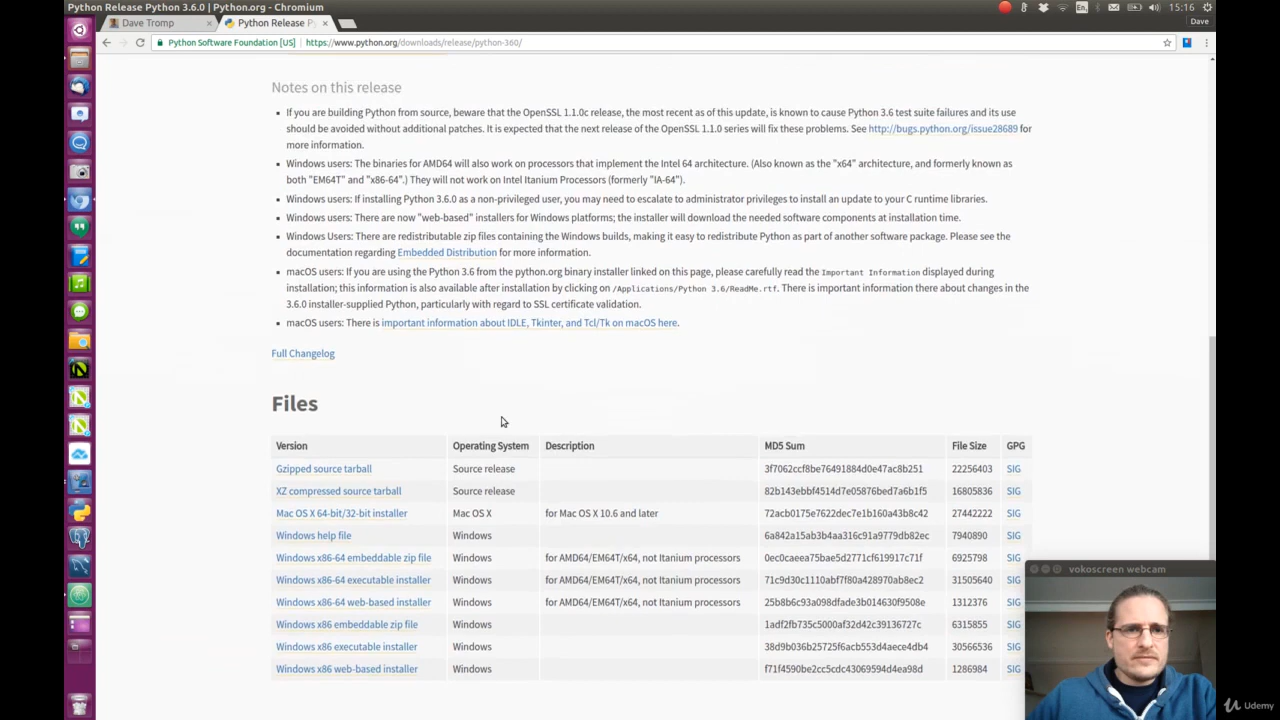 Python Release Python 3.6.0 | Python.org - Chromium
En
15:16
Dave Tromp
Python Release P
Dave
Python Software Foundation [US]
https://www.python.org/downloads/release/python-360/
Notes on this release
If you are building Python from source, beware that the OpenSSL 1.1.0c release, the most recent as of this update, is known to cause Python 3.6 test suite failures and its use
should be avoided without additional patches. It is expected that the next release of the OpenSSL 1.1.0 series will fix these problems. See http://bugs.python.org/issue28689 for
more information.
Windows users: The binaries for AMD64 will also work on processors that implement the Intel 64 architecture. (Also known as the "x64" architecture, and formerly known as
both "EM64T" and "x86-64".) They will not work on Intel Itanium Processors (formerly "IA-64").
Windows users: If installing Python 3.6.0 as a non-privileged user, you may need to escalate to administrator privileges to install an update to your C runtime libraries.
Windows users: There are now "web-based" installers for Windows platforms; the installer will download the needed software components at installation time.
Windows Users: There are redistributable zip files containing the Windows builds, making it easy to redistribute Python as part of another software package. Please see the
documentation regarding Embedded Distribution for more information.
macOS users: If you are using the Python 3.6 from the python.org binary installer linked on this page, please carefully read the Important Information displayed during
installation; this information is also available after installation by clicking on /Applications/Python 3.6/ReadMe.rtf. There is important information there about changes in the
3.6.0 installer-supplied Python, particularly with regard to SSL certificate validation.
macOS users: There is important information about IDLE, Tkinter, and Tcl/Tk on macOS here.
Full Changelog
Files
Version Operating System Description MD5 Sum File Size GPG
Gzipped source tarball Source release 3f7062ccf8be76491884d0e47ac8b251 22256403 SIG
XZ compressed source tarball Source release 82b143ebbf4514d7e05876bed7a6b1f5 16805836 SIG
Mac OS X 64-bit/32-bit installer Mac OS X for Mac OS X 10.6 and later 72acb0175e7622dec7e1b160a43b8c42 27442222 SIG
Windows help file Windows 6a842a15ab3b4aa316c91a9779db82ec 7940890 SIG
Windows x86-64 embeddable zip file Windows for AMD64/EM64T/x64, not Itanium processors 0ec0caeea75bae5d2771cf619917c71f 6925798 SIG
Windows x86-64 executable installer Windows for AMD64/EM64T/x64, not Itanium processors 71c9d30c1110abf7f80a428970ab8ec2 31505640 SIG
Windows x86-64 web-based installer Windows for AMD64/EM64T/x64, not Itanium processors 25b8b6c93a098dfade3b014630f9508e 1312376 SIG
Windows x86 embeddable zip file Windows 1adf2fb735c5000af32d42c39136727c 6315855 SIG
Windows x86 executable installer Windows 38d9b036b25725f6acb553d4aece4db4 30566536 SIG
Windows x86 web-based installer Windows f71f4590be2cc5cdc43069594d4ea98d 1286984 SIG
vokoscreen webcam
Udemy